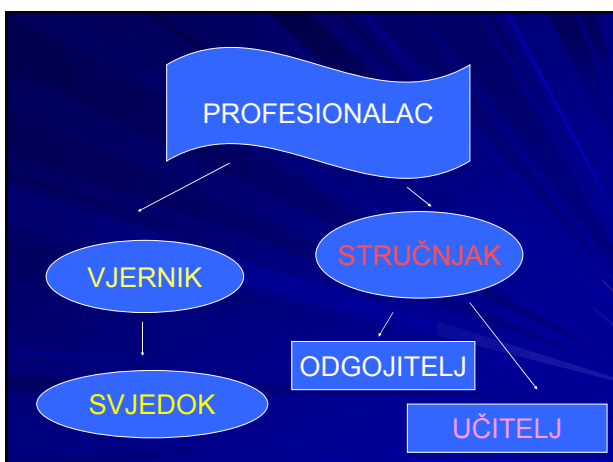 PROFESIONALAC
STRUČNJAK
VJERNIK
ODGOJITELJ
SVJEDOK
UČITELJ